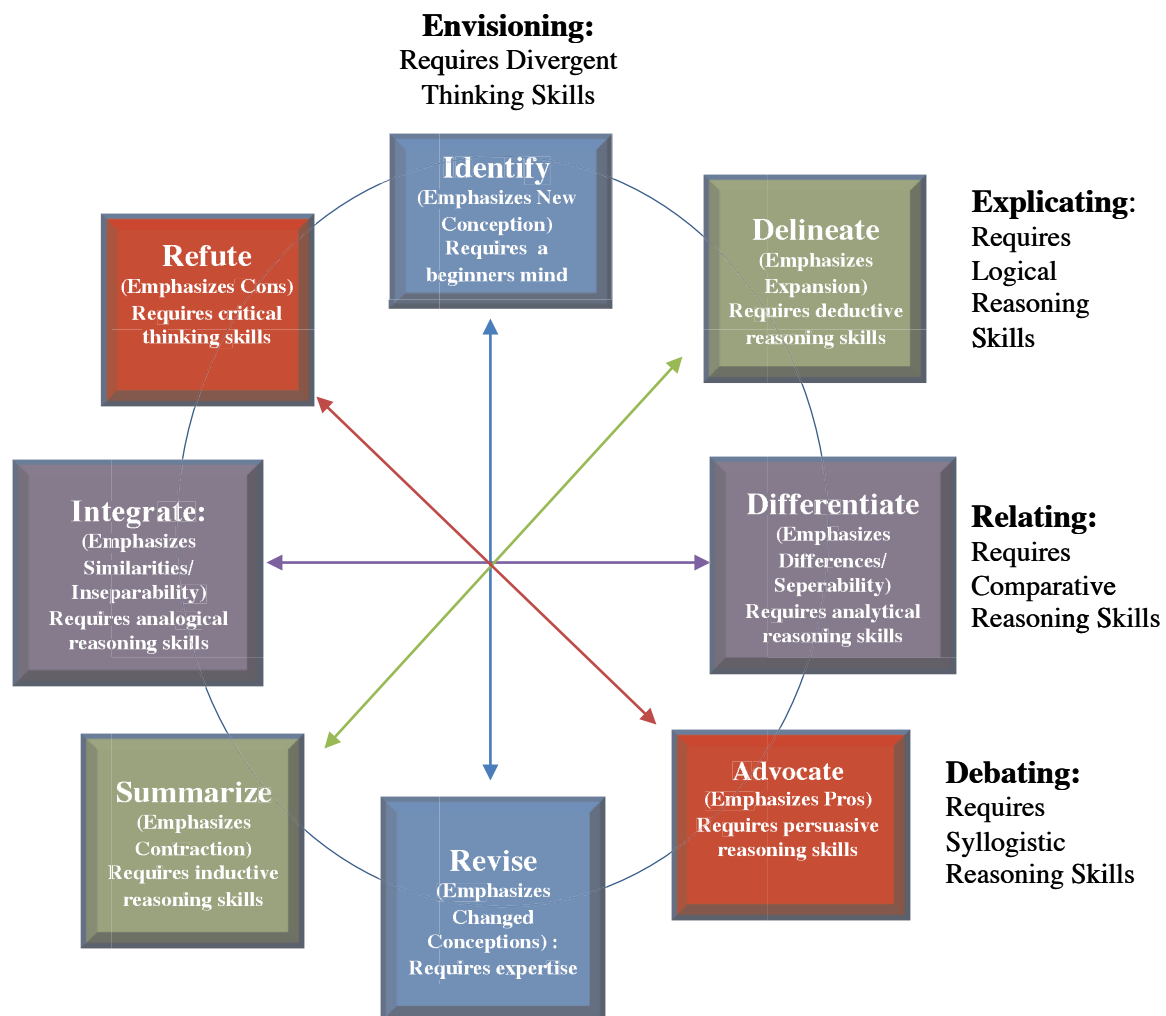 Envisioning:
Requires Divergent
Thinking Skills
Identify
(Emphasizes New
Conception)
Requires a
beginners mind
Delineate
(Emphasizes
Expansion)
Requires deductive
reasoning skills
Explicating:
Requires
Logical
Reasoning
Skills
Refute
(Emphasizes Cons)
Requires critical
thinking skills
Integrate:
(Emphasizes
Similarities/
Inseparability)
Requires analogical
reasoning skills
Differentiate
(Emphasizes
Differences/
Seperability)
Requires analytical
reasoning skills
Relating:
Requires
Comparative
Reasoning Skills
Summarize
(Emphasizes
Contraction)
Requires inductive
reasoning skills
Revise
(Emphasizes
Changed
Conceptions) :
Requires expertise
Advocate
(Emphasizes Pros)
Requires persuasive
reasoning skills
Debating:
Requires
Syllogistic
Reasoning Skills